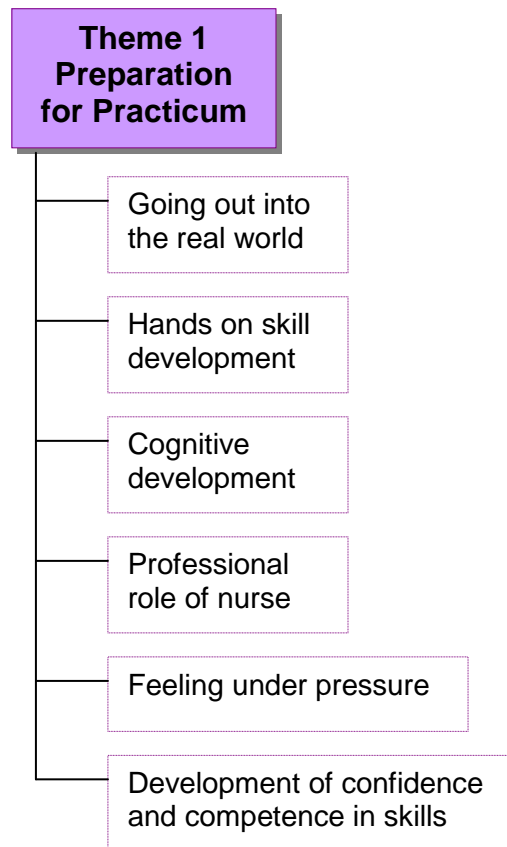 Theme 1
Preparation
for Practicum
Going out into
the real world
Hands on skill
development
Cognitive
development
Professional
role of nurse
Feeling under pressure
Development of confidence
and competence in skills